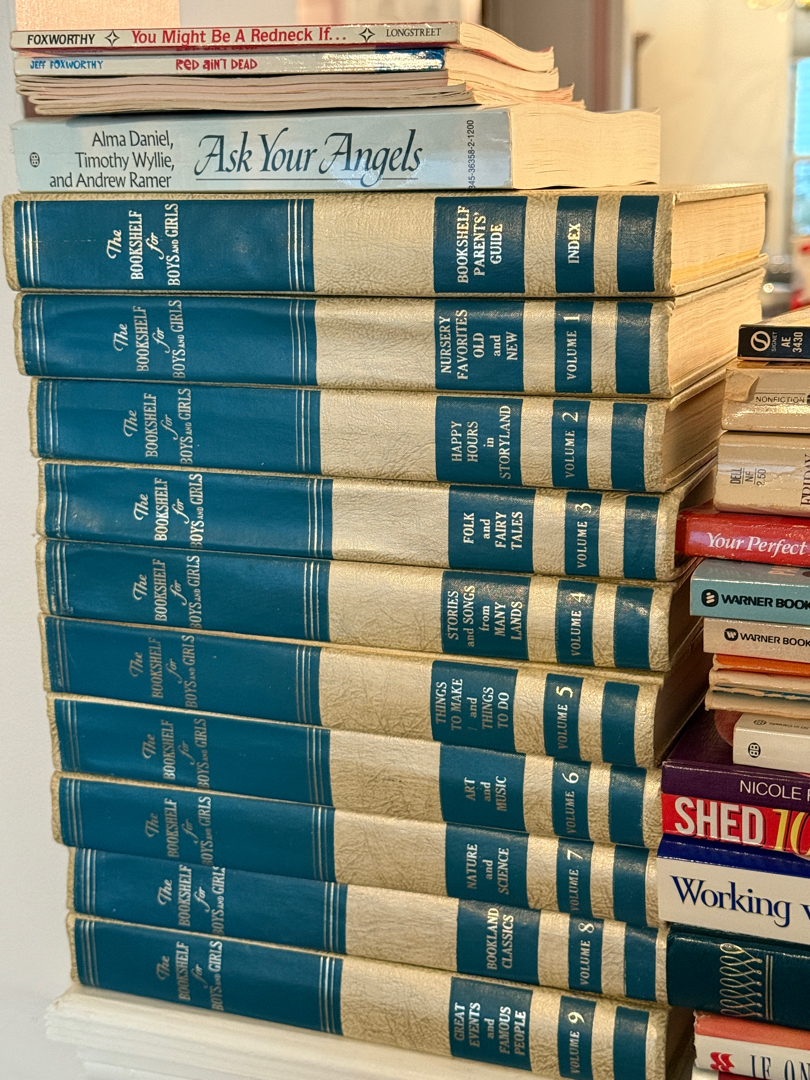 FOXWORTHY You Might Be A Redneck If... LONGSTREET
JEFF FOXWORTHY RED AIN'T DEAD
Alma Daniel,
Timothy Wyllie,
and Andrew Ramer
Ask Your Angels
345-36358-2-1200
The
BOOKSHELF
for
BOYS AND GIRLS
BOOKSHELF
PARENTS'
GUIDE
INDEX
The
BOOKSHELF
for
BOYS AND GIRLS
NURSERY
FAVORITES
OLD
and
NEW
VOLUME 1
The
BOOKSHELF
for
BOYS AND GIRLS
HAPPY
HOURS
in
STORYLAND
VOLUME 2
The
BOOKSHELF
for
BOYS AND GIRLS
FOLK
and
FAIRY
TALES
VOLUME 3
The
BOOKSHELF
for
BOYS AND GIRLS
STORIES
and SONGS
from
MANY
LANDS
VOLUME 4
The
BOOKSHELF
for
BOYS AND GIRLS
THINGS
TO MAKE
and
THINGS
TO DO
VOLUME 5
The
BOOKSHELF
for
BOYS AND GIRLS
ART
and
MUSIC
VOLUME 6
The
BOOKSHELF
for
BOYS AND GIRLS
NATURE
and
SCIENCE
VOLUME 7
The
BOOKSHELF
for
BOYS AND GIRLS
BOOKLAND
CLASSICS
VOLUME 8
The
BOOKSHELF
for
BOYS AND GIRLS
GREAT
EVENTS
and
FAMOUS
PEOPLE
VOLUME 9
SIGNET
AE
3430
NONFICTION
DELL
NF
2.50
Your Perfect
WARNER BOOK
WARNER BOOK
NICOLE
SHED 10
Working
IF ON